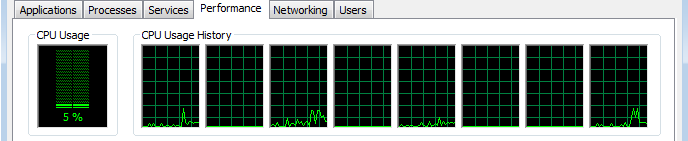 Applications Processes Services Performance Networking Users
CPU Usage CPU Usage History
5 %